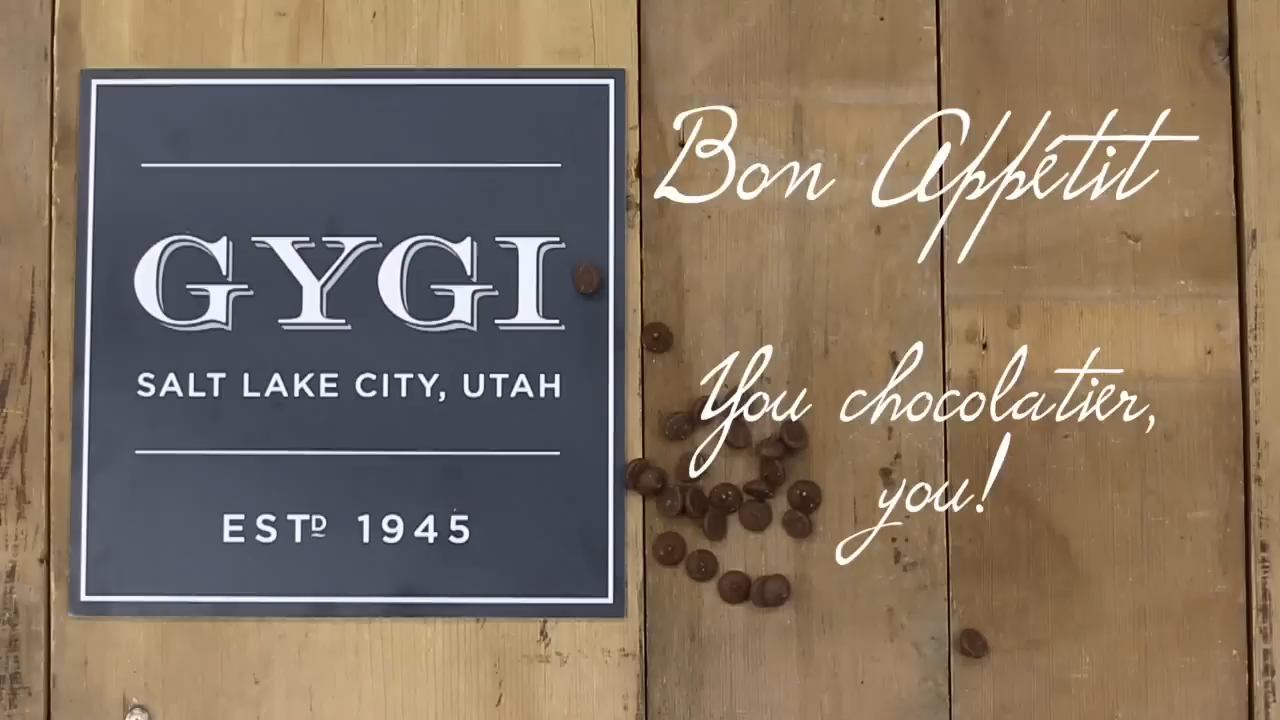 GYGI
SALT LAKE CITY, UTAH
ESTD 1945
Bon Appétit
You chocolatier,
you!